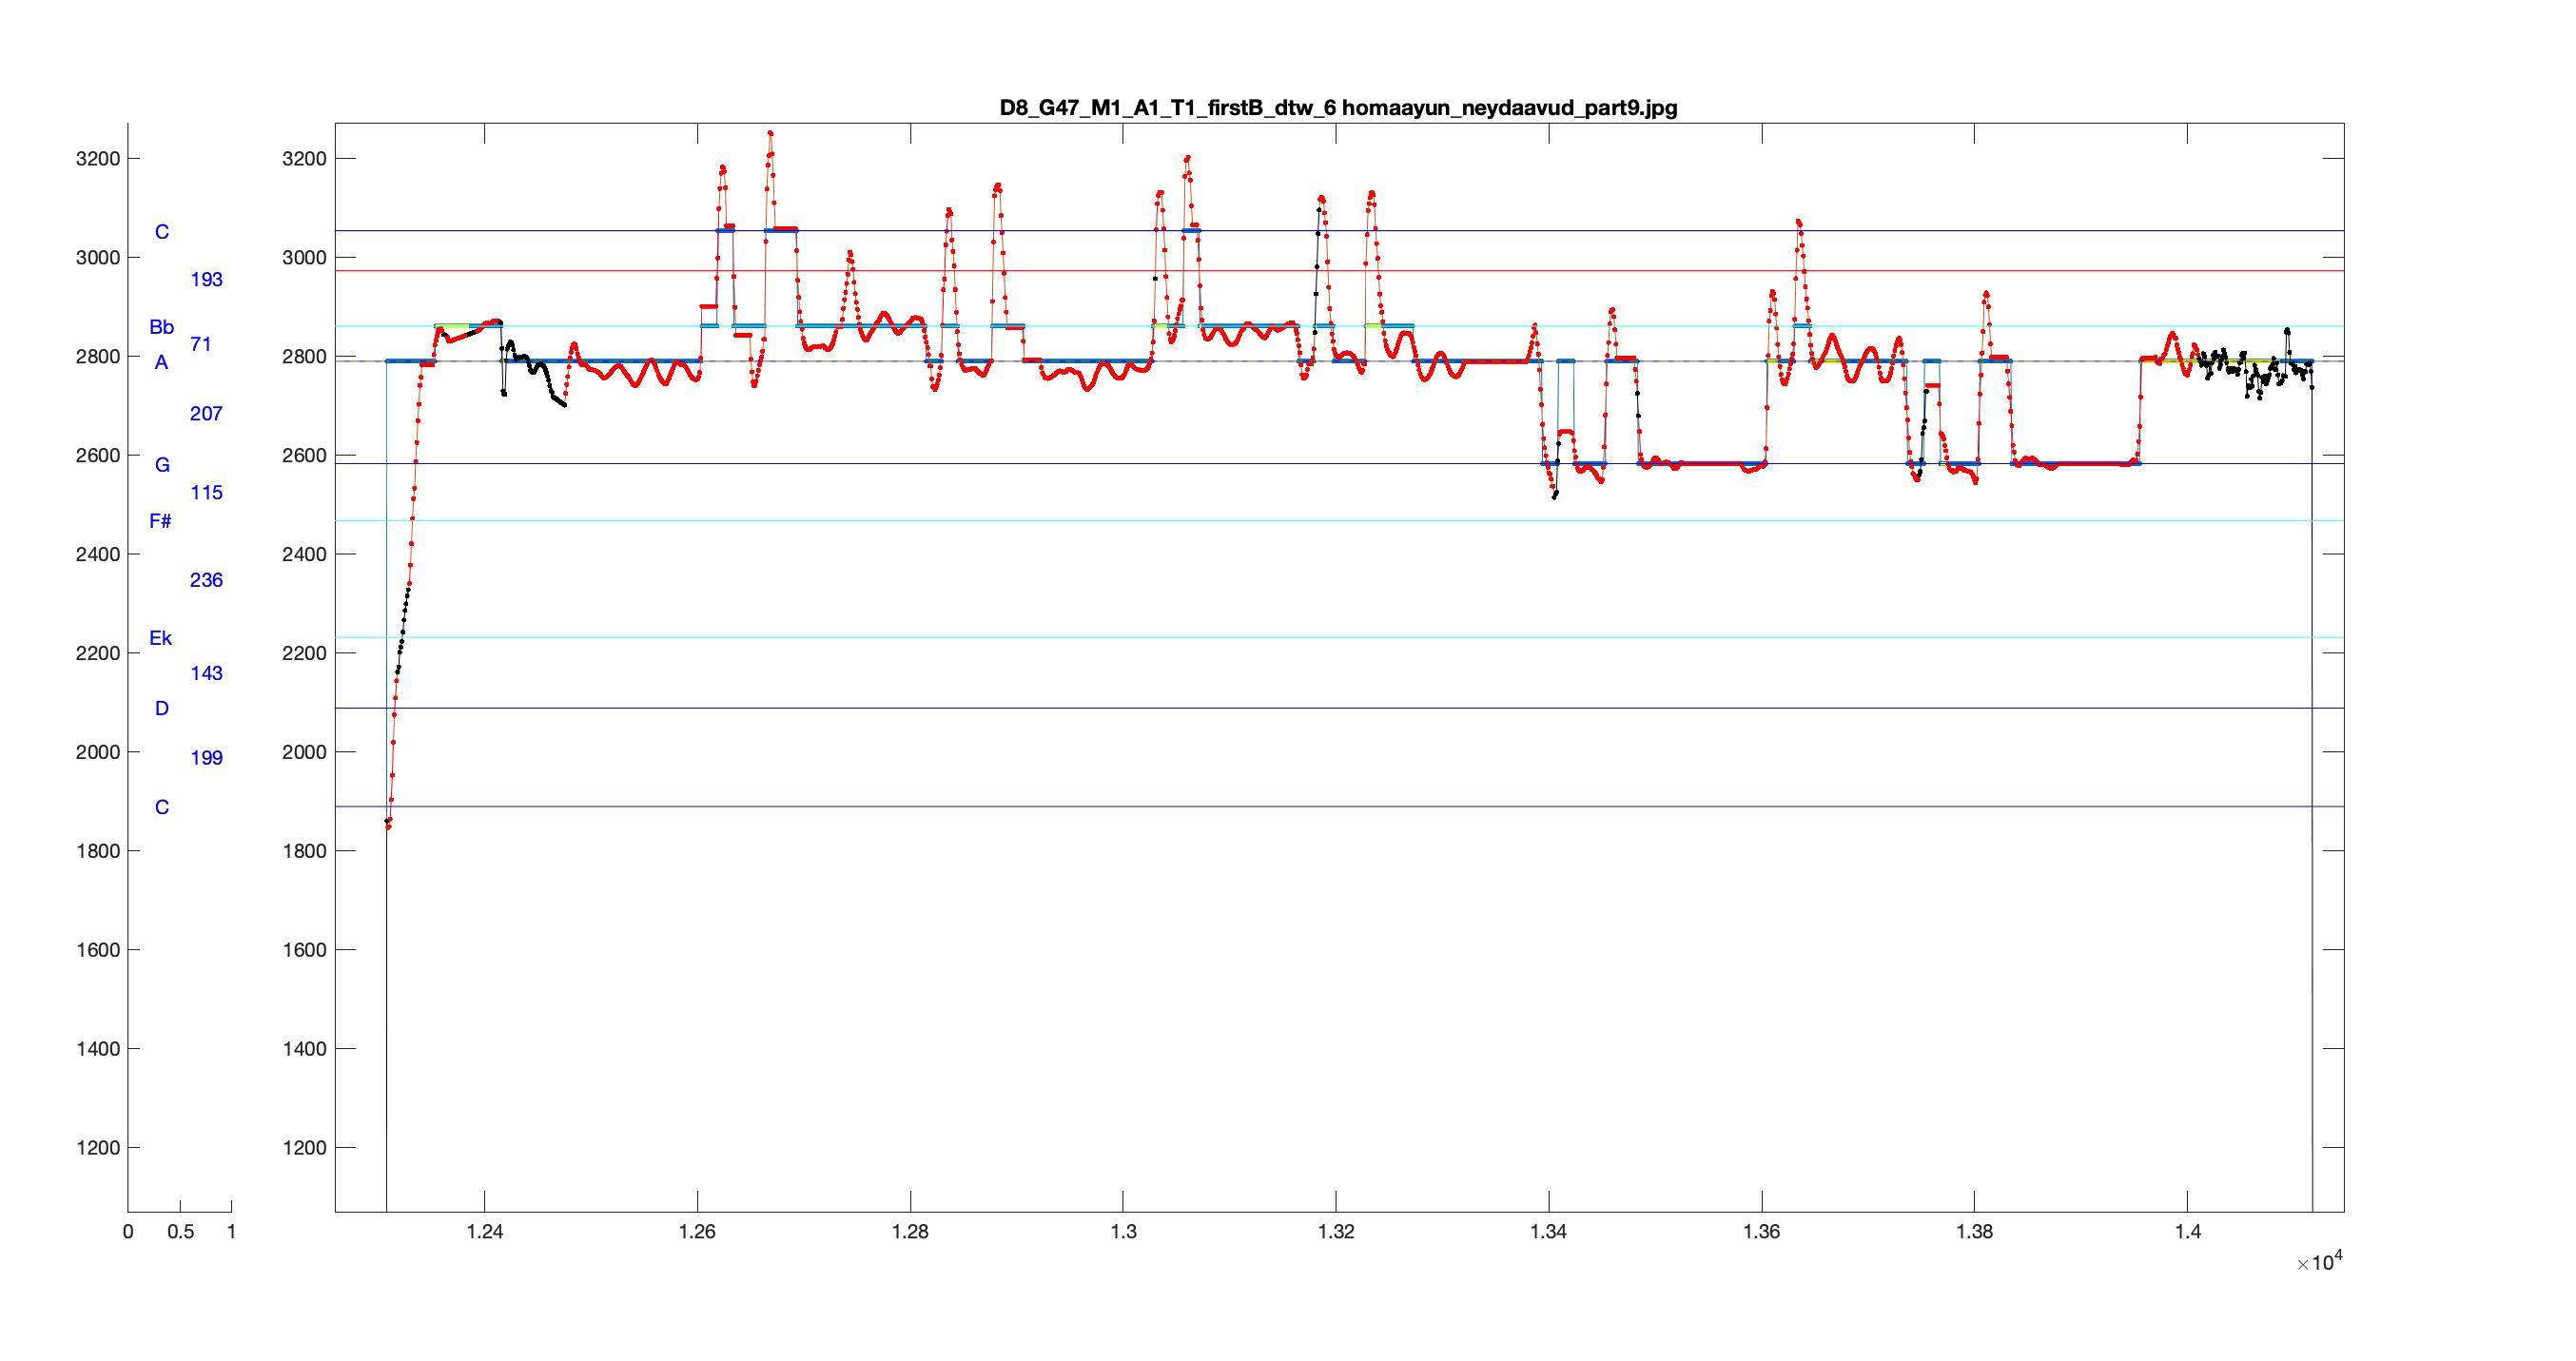 D8_G47_M1_A1_T1_firstB_dtw_6 homaayun_neydaavud_part9.jpg
3200 3200
C
3000 193 3000
Bb
2800 71 2800
A
207
2600 G 2600
115
F#
2400 2400
236
Ek
2200 143 2200
D
2000 199 2000
C
1800 1800
1600 1600
1400 1400
1200 1200
0 0.5 1 1.24 1.26 1.28 1.3 1.32 1.34 1.36 1.38 1.4
×10⁴